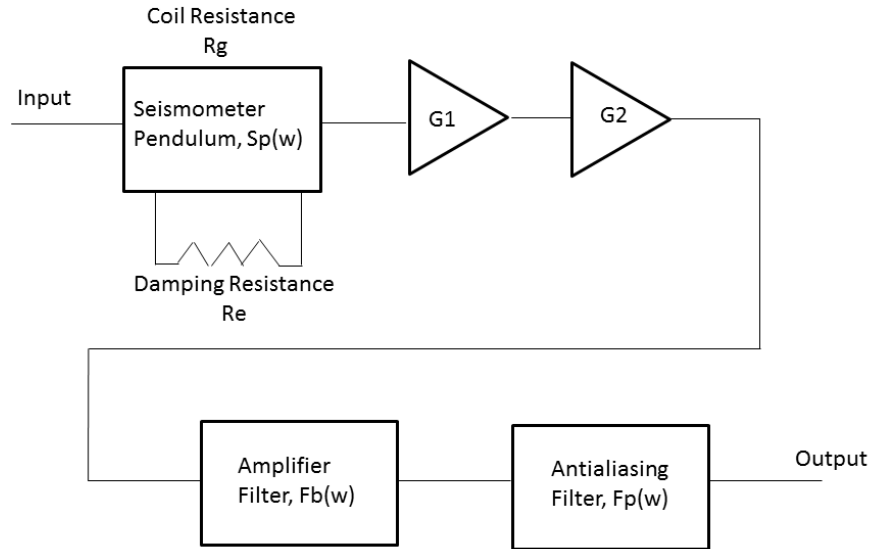 Coil Resistance
Rg
Input
Seismometer
Pendulum, Sp(w)
G1
G2
Damping Resistance
Re
Amplifier
Filter, Fb(w)
Antialiasing
Filter, Fp(w)
Output